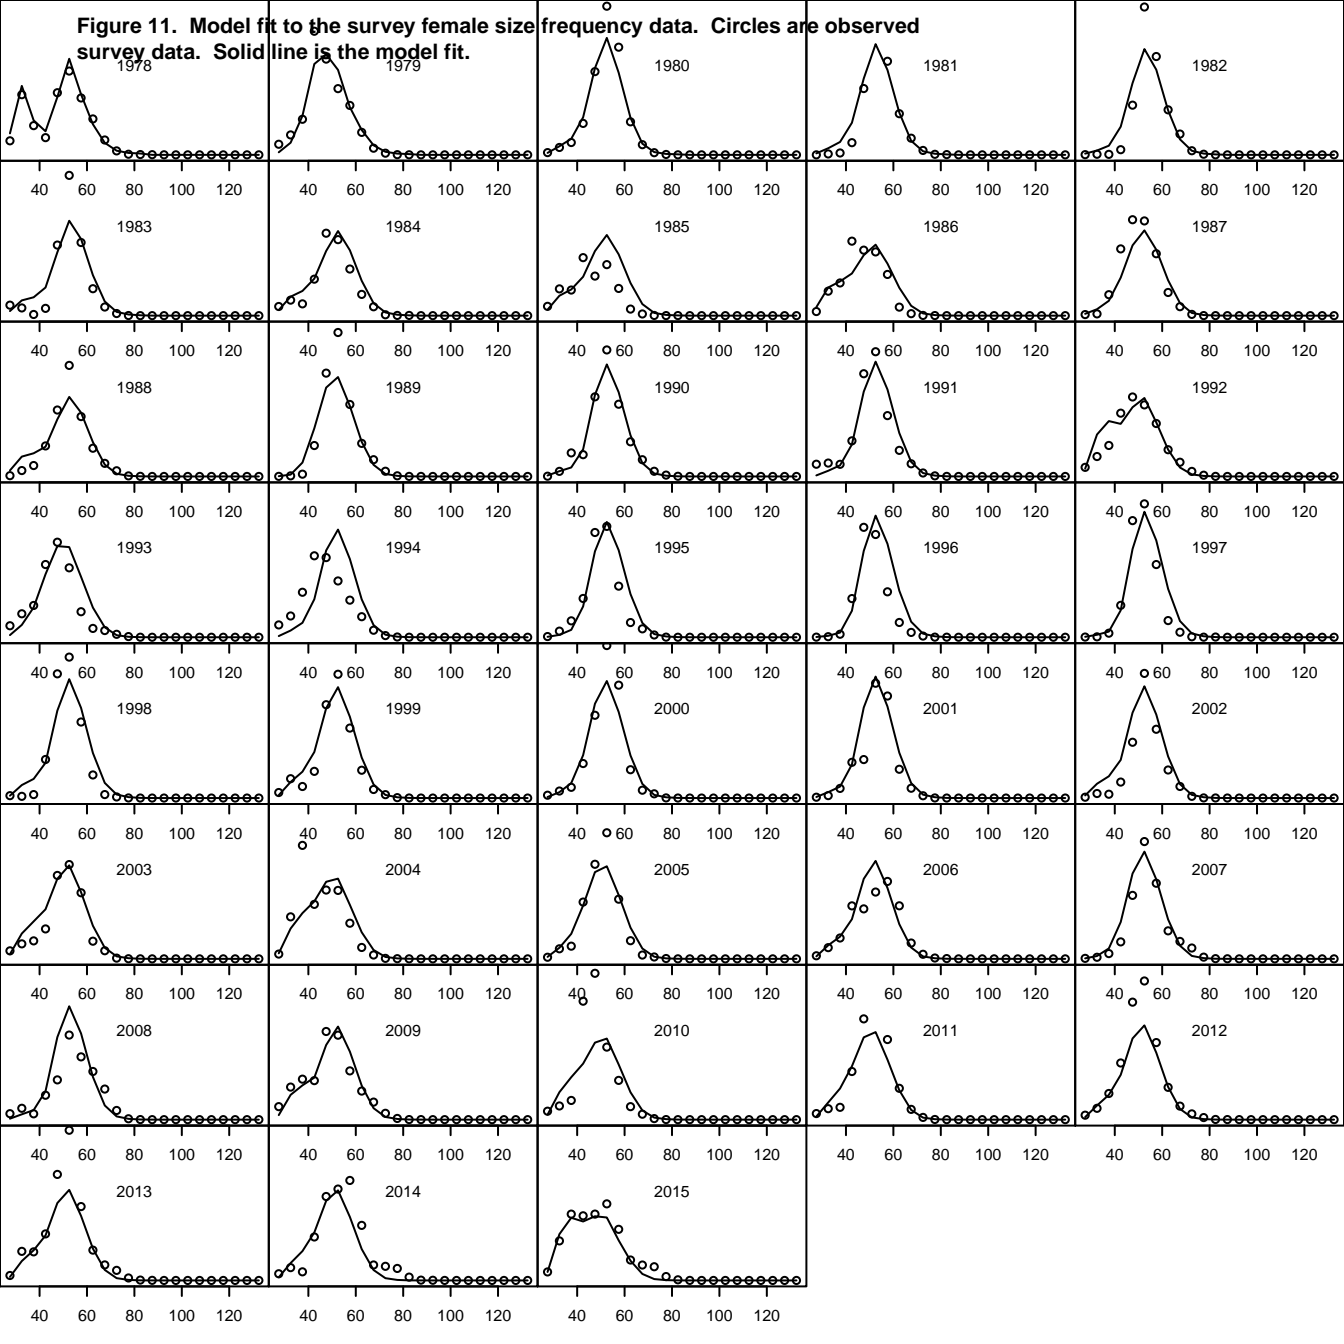 Figure 11. Model fit to the survey female size frequency data. Circles are observed
survey data. Solid line is the model fit.
1978 1979 1980 1981 1982
40 60 80 100 120 40 60 80 100 120 40 60 80 100 120 40 60 80 100 120 40 60 80 100 120
1983 1984 1985 1986 1987
40 60 80 100 120 40 60 80 100 120 40 60 80 100 120 40 60 80 100 120 40 60 80 100 120
1988 1989 1990 1991 1992
40 60 80 100 120 40 60 80 100 120 40 60 80 100 120 40 60 80 100 120 40 60 80 100 120
1993 1994 1995 1996 1997
40 60 80 100 120 40 60 80 100 120 40 60 80 100 120 40 60 80 100 120 40 60 80 100 120
1998 1999 2000 2001 2002
40 60 80 100 120 40 60 80 100 120 40 60 80 100 120 40 60 80 100 120 40 60 80 100 120
2003 2004 2005 2006 2007
40 60 80 100 120 40 60 80 100 120 40 60 80 100 120 40 60 80 100 120 40 60 80 100 120
2008 2009 2010 2011 2012
40 60 80 100 120 40 60 80 100 120 40 60 80 100 120 40 60 80 100 120 40 60 80 100 120
2013 2014 2015
40 60 80 100 120 40 60 80 100 120 40 60 80 100 120